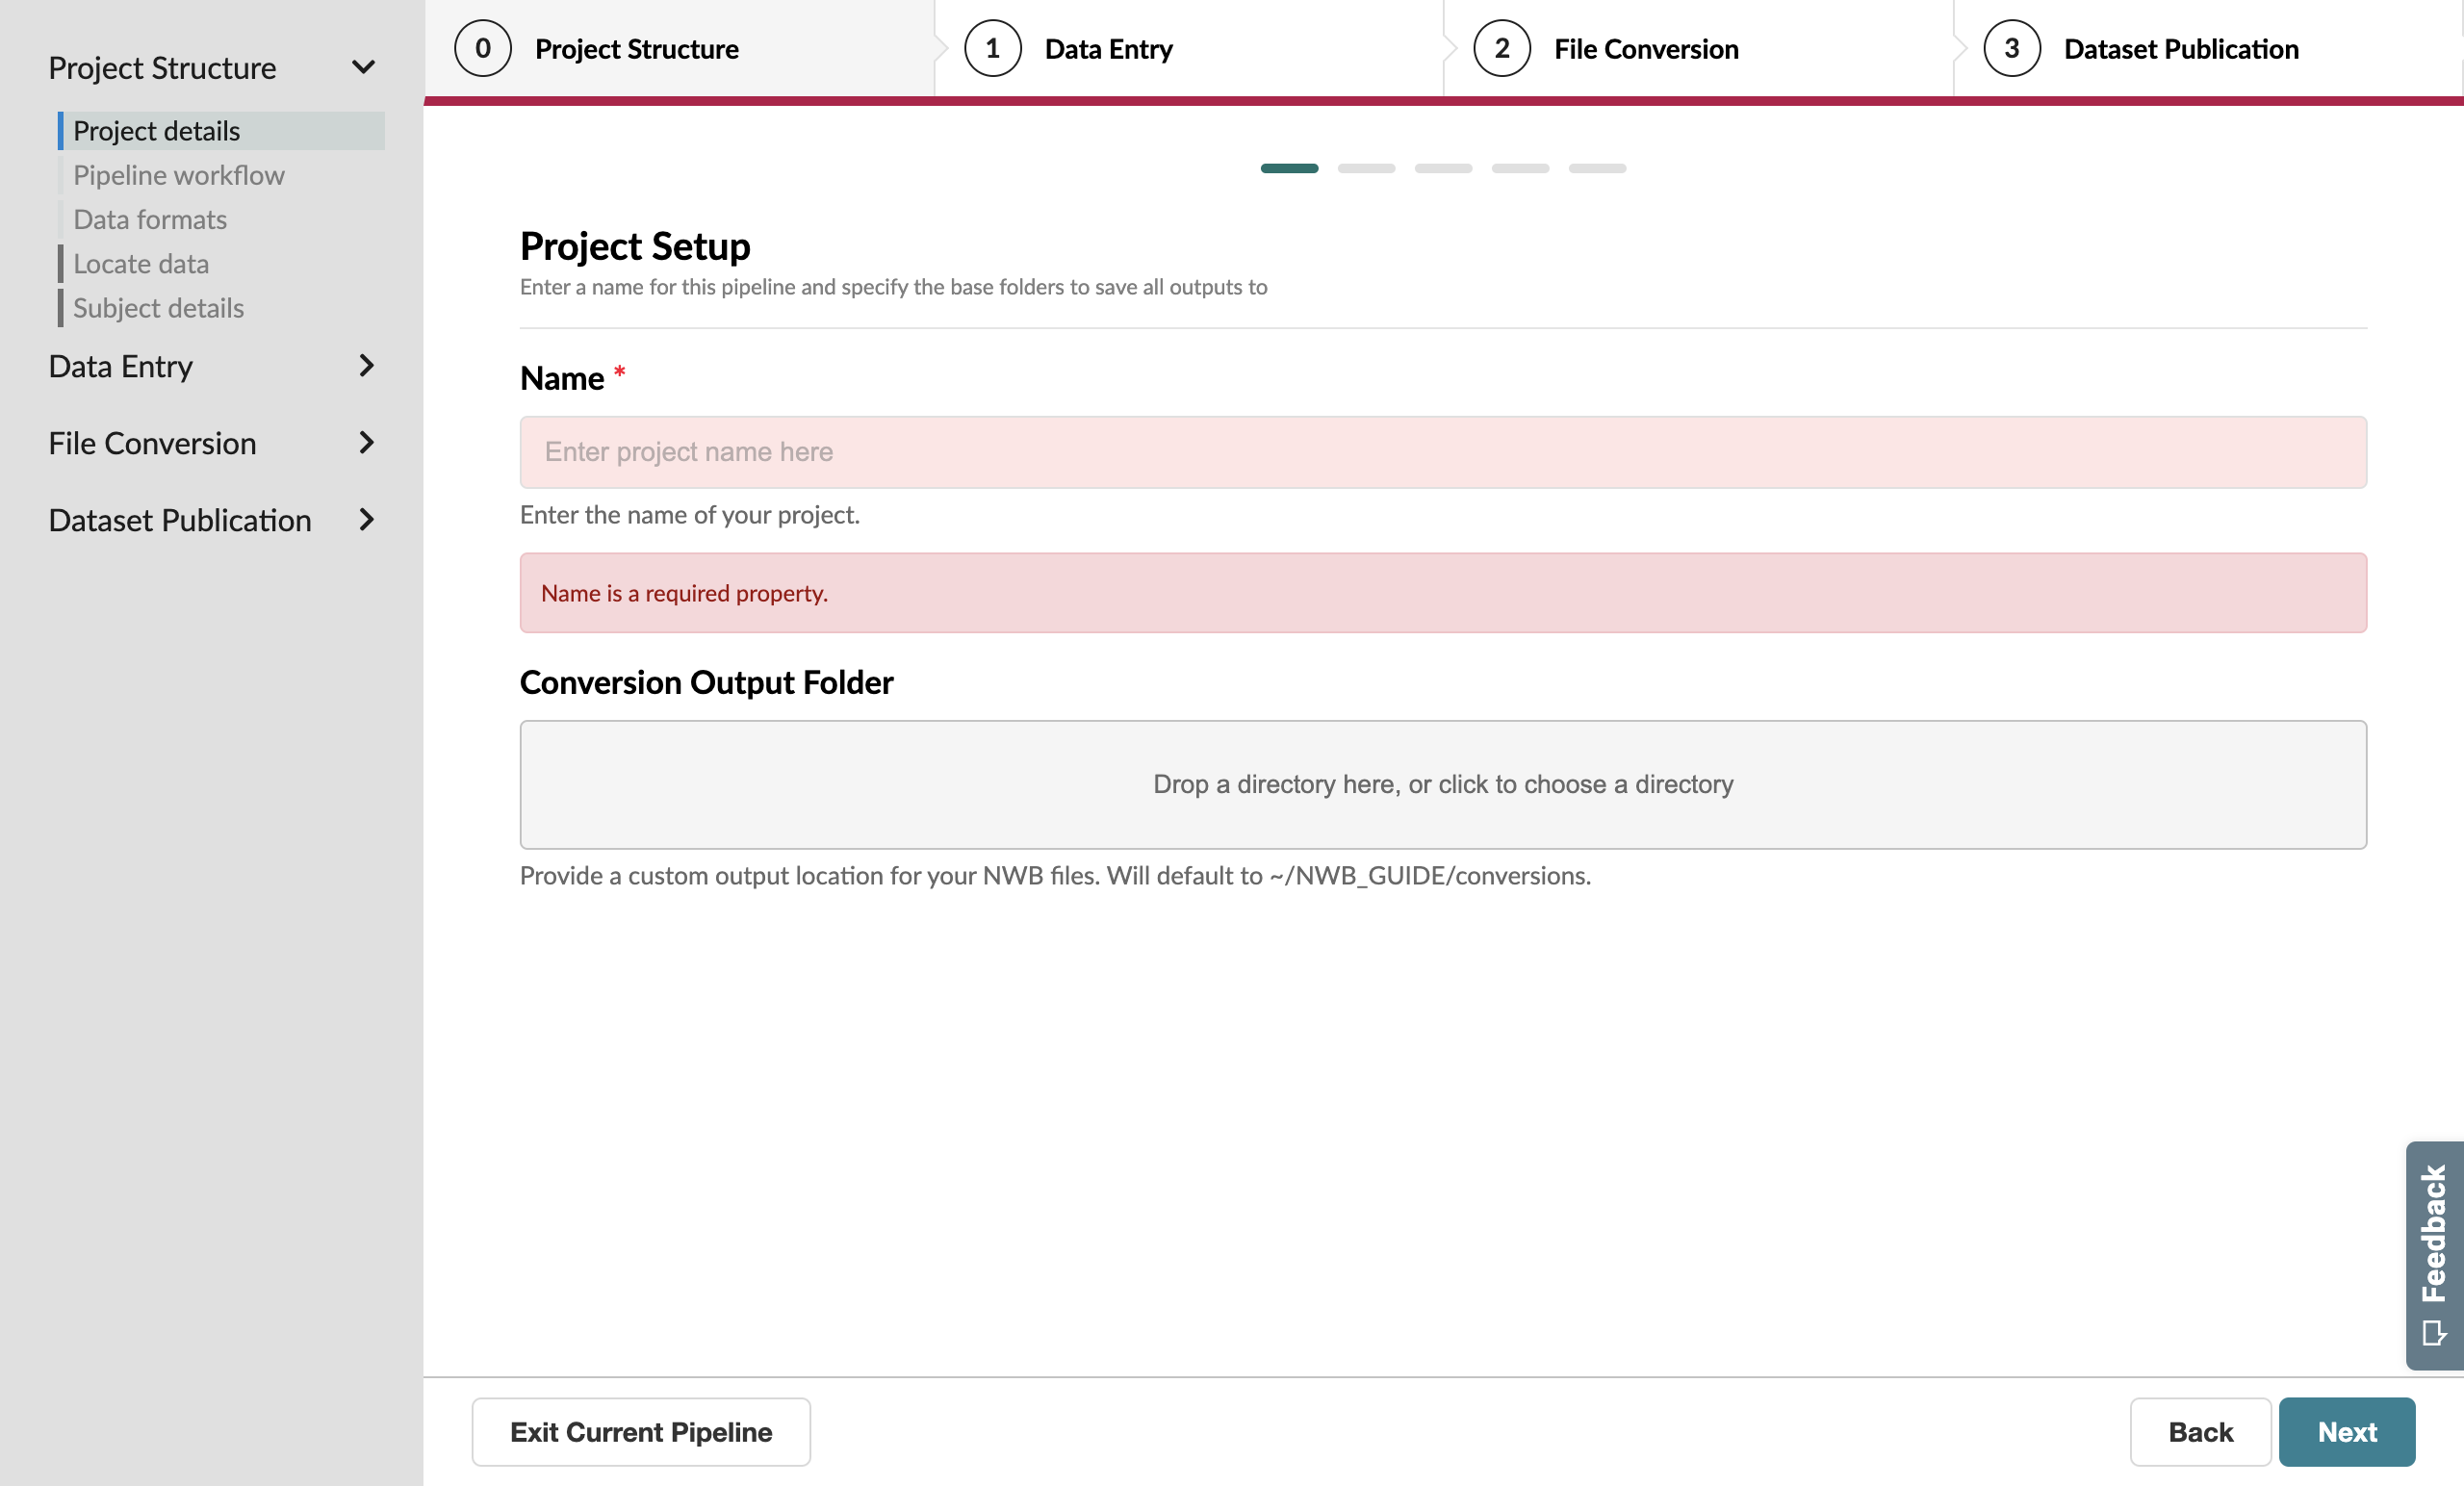 Project Structure
Project details
Pipeline workflow
Data formats
Locate data
Subject details
Data Entry
File Conversion
Dataset Publication
0 Project Structure
1 Data Entry
2 File Conversion
3 Dataset Publication
Project Setup
Enter a name for this pipeline and specify the base folders to save all outputs to
Name *
Enter project name here
Enter the name of your project.
Name is a required property.
Conversion Output Folder
Drop a directory here, or click to choose a directory
Provide a custom output location for your NWB files. Will default to ~/NWB_GUIDE/conversions.
Feedback
Exit Current Pipeline
Back
Next